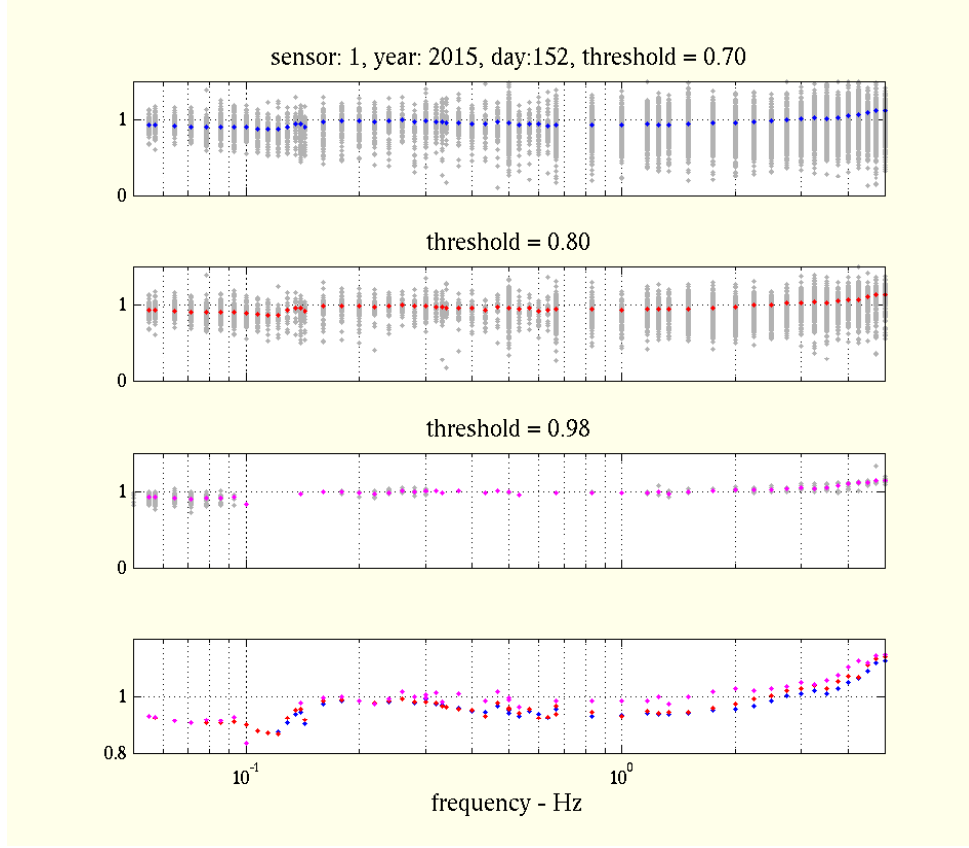 sensor: 1, year: 2015, day:152, threshold = 0.70
1
0
threshold = 0.80
1
0
threshold = 0.98
1
0
1
0.8
10^-1 10^0
frequency - Hz